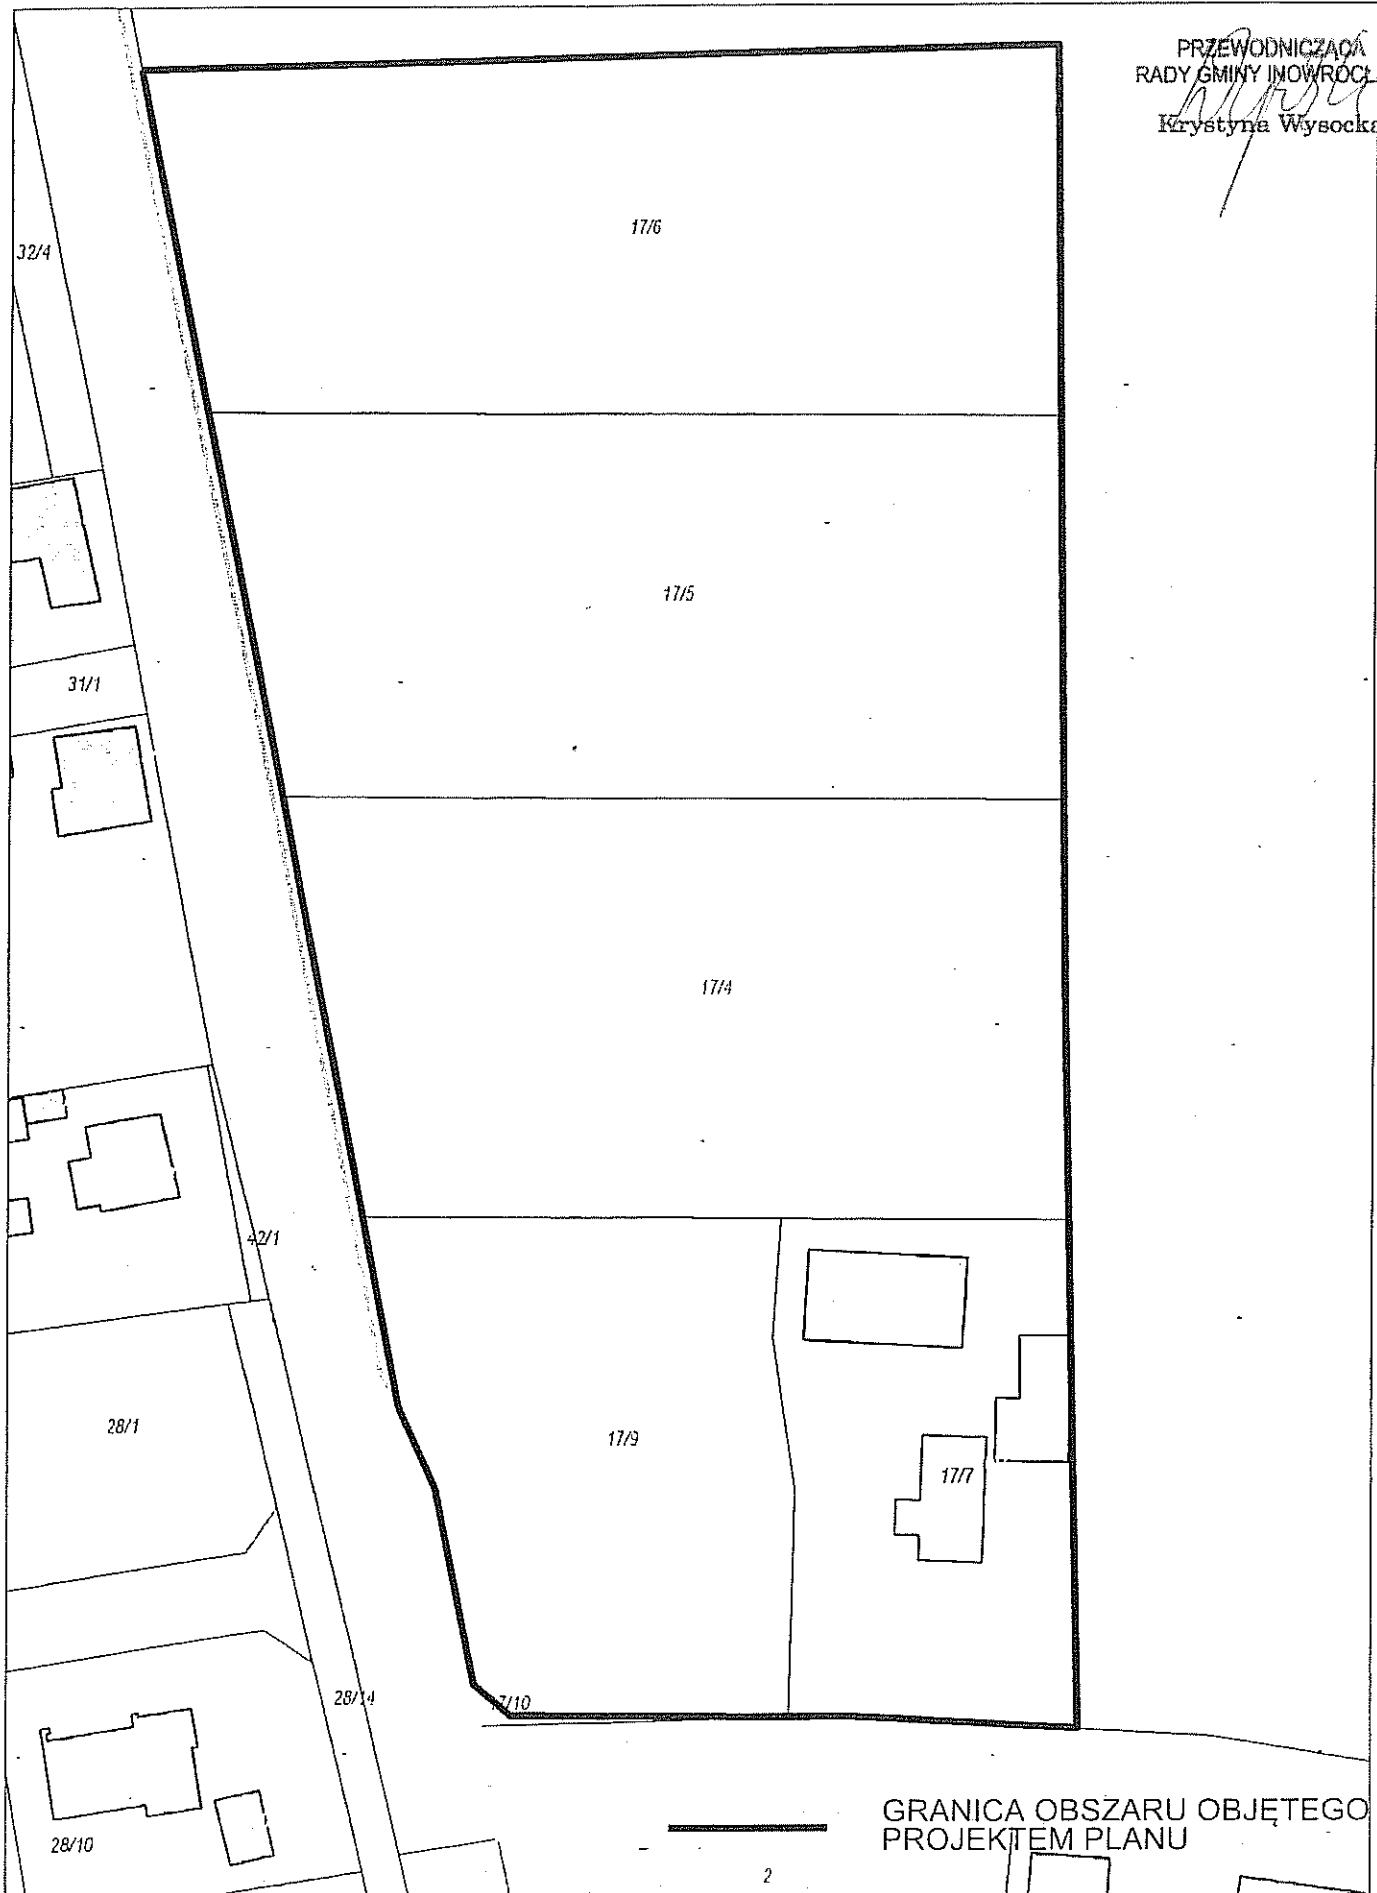 PRZEWODNICZĄCA
RADY GMINY INOWROCŁ
Krystyna Wysocka
17/6
32/4
17/5
31/1
17/4
42/1
28/1
17/9
17/7
28/14
17/10
GRANICA OBSZARU OBJĘTEGO
PROJEKTEM PLANU
28/10
2